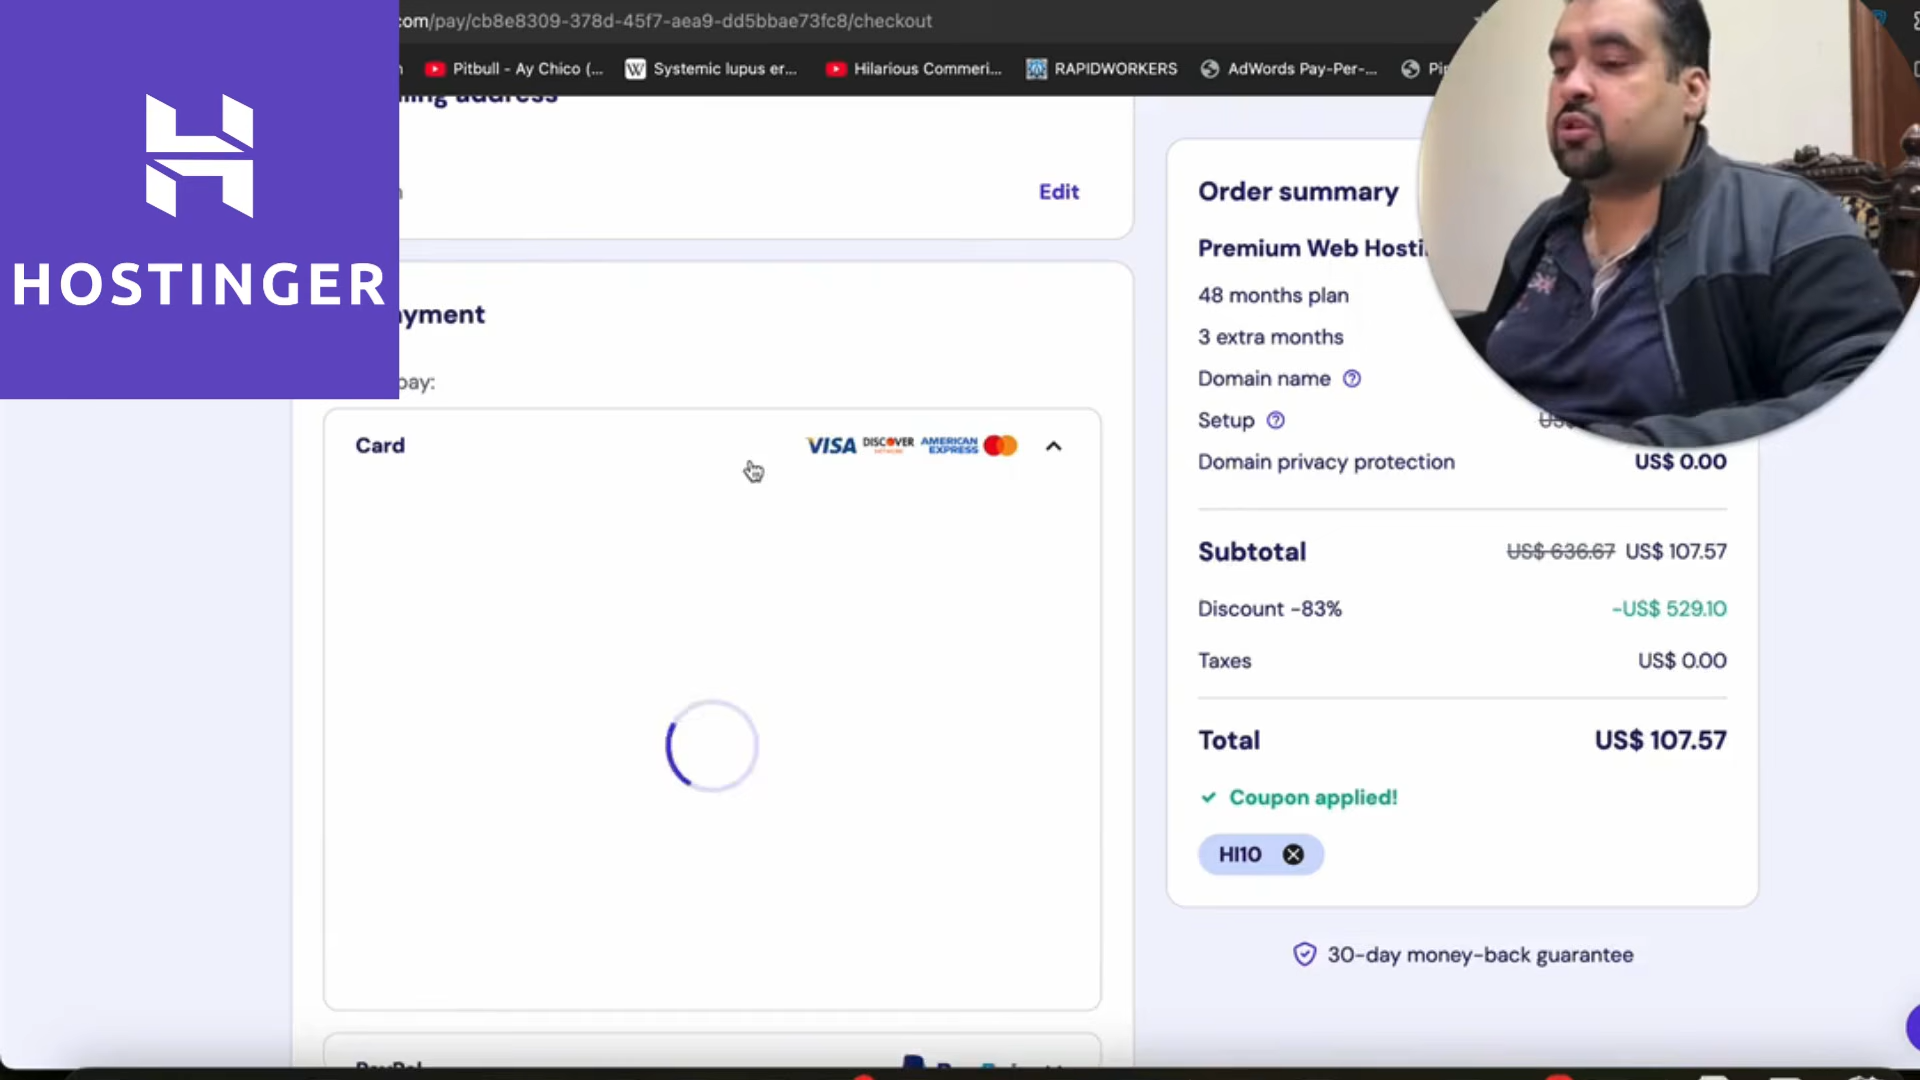 com/pay/cb8e8309-378d-45f7-aea9-dd5bbae73fc8/checkout
Pitbull - Ay Chico (...
Systemic lupus er...
Hilarious Commeri...
RAPIDWORKERS
AdWords Pay-Per-...
HOSTINGER
address
Edit
yment
pay:
Card
VISA DISCOVER AMERICAN EXPRESS
PayPal
Order summary
Premium Web Hosti
48 months plan
3 extra months
Domain name
Setup
Domain privacy protection US$ 0.00
Subtotal US$ 636.67 US$ 107.57
Discount -83% -US$ 529.10
Taxes US$ 0.00
Total US$ 107.57
Coupon applied!
HI10
30-day money-back guarantee